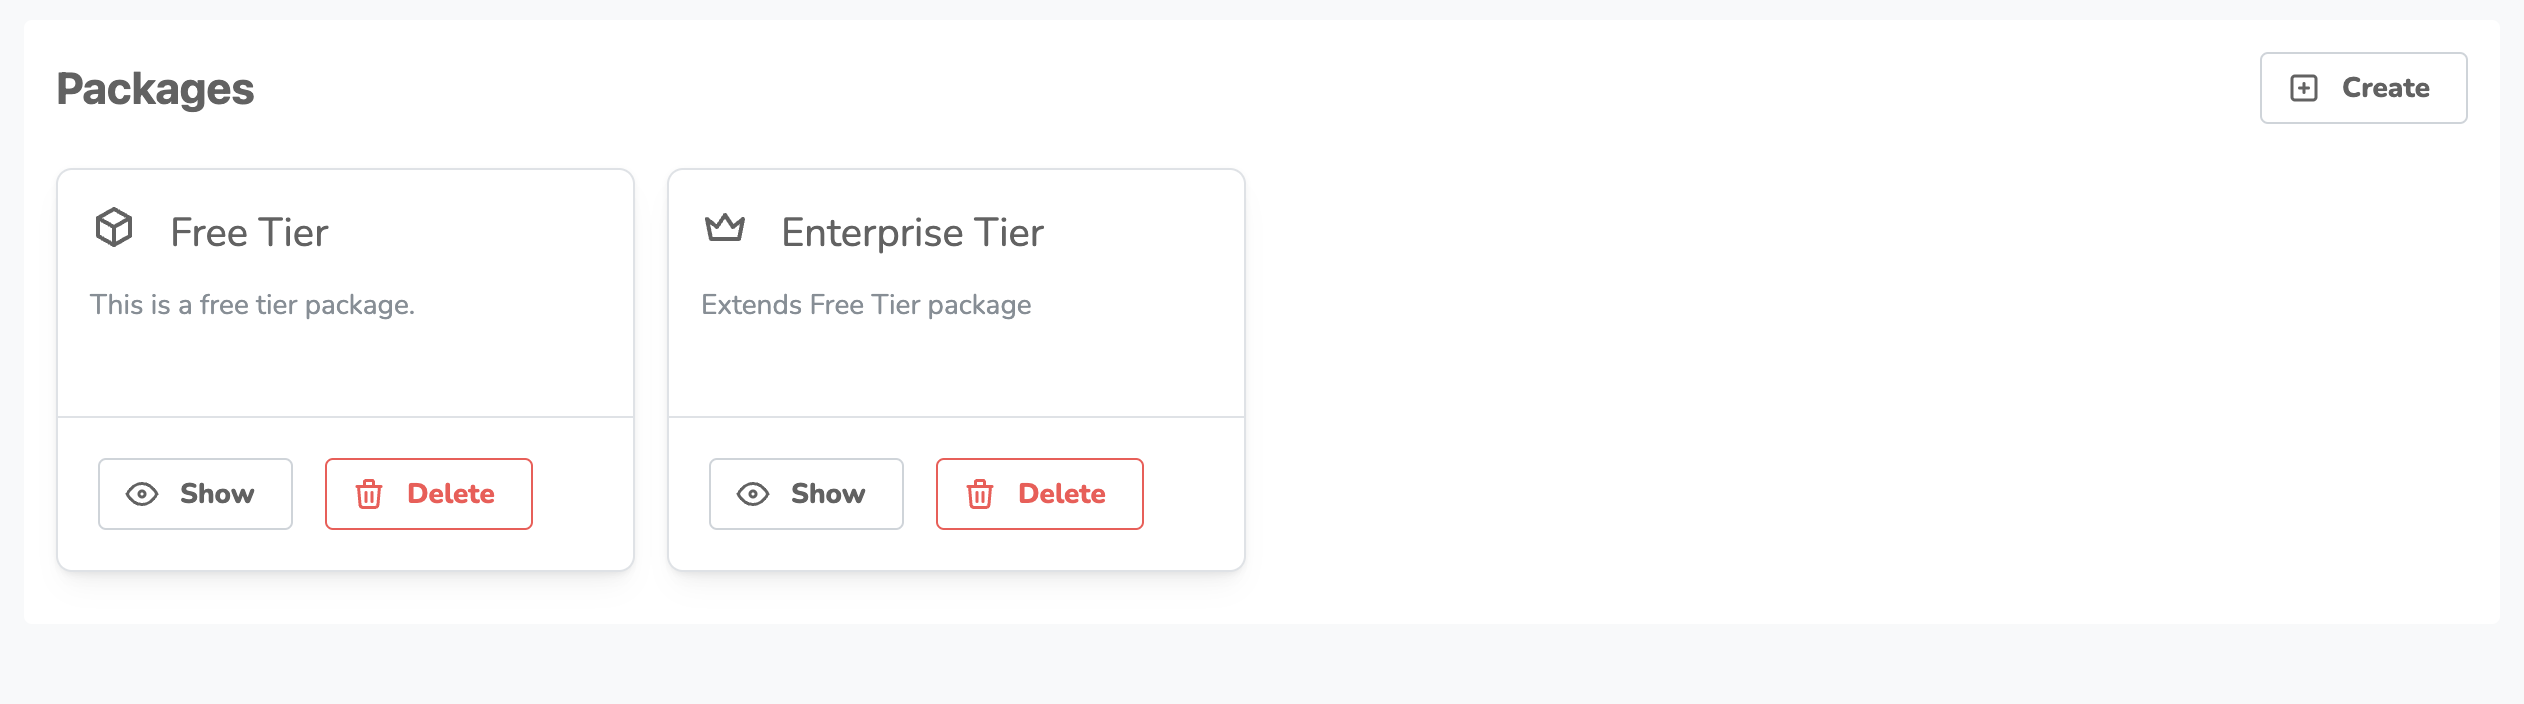 Packages
Create
Free Tier
This is a free tier package.
Show
Delete
Enterprise Tier
Extends Free Tier package
Show
Delete